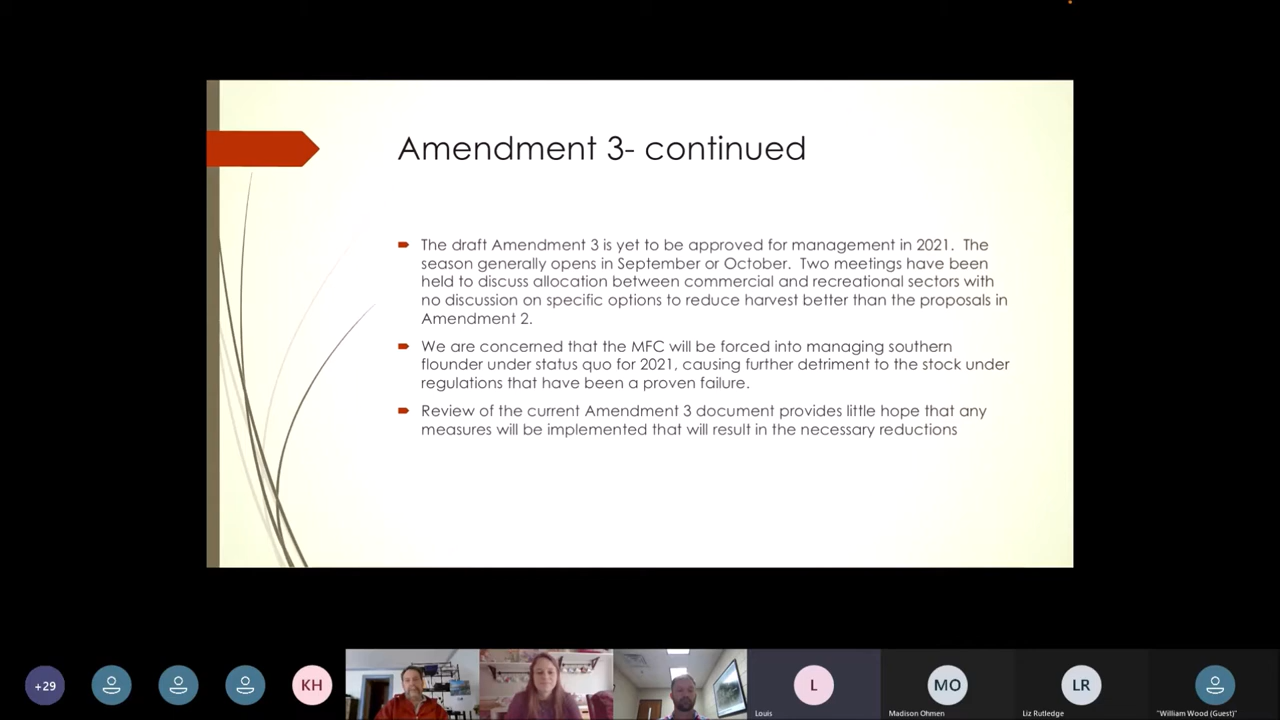 Amendment 3- continued
The draft Amendment 3 is yet to be approved for management in 2021.  The
season generally opens in September or October.  Two meetings have been
held to discuss allocation between commercial and recreational sectors with
no discussion on specific options to reduce harvest better than the proposals in
Amendment 2.
We are concerned that the MFC will be forced into managing southern
flounder under status quo for 2021, causing further detriment to the stock under
regulations that have been a proven failure.
Review of the current Amendment 3 document provides little hope that any
measures will be implemented that will result in the necessary reductions
+29
KH
L
MO
LR
Louis
Madison Ohmen
Liz Rutledge
"William Wood (Guest)"